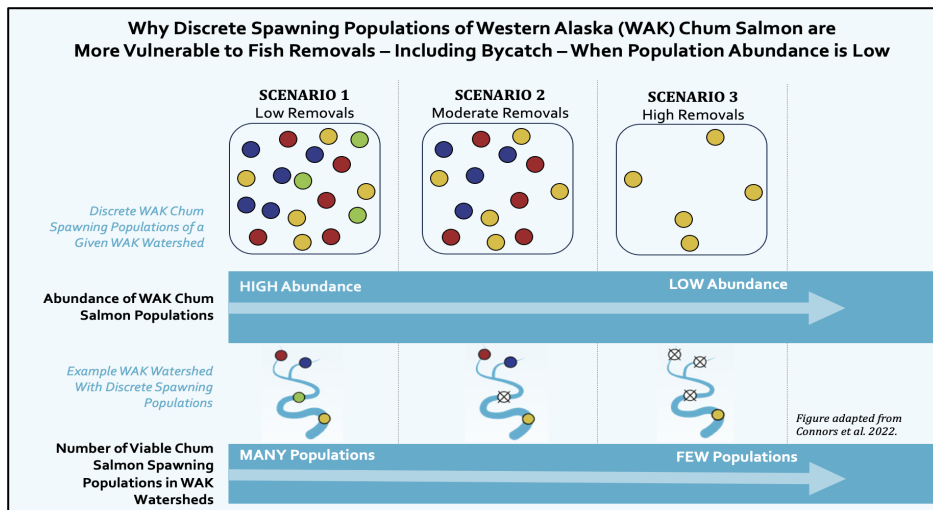 Why Discrete Spawning Populations of Western Alaska (WAK) Chum Salmon are
More Vulnerable to Fish Removals – Including Bycatch – When Population Abundance is Low
SCENARIO 1
Low Removals
SCENARIO 2
Moderate Removals
SCENARIO 3
High Removals
Discrete WAK Chum
Spawning Populations of a
Given WAK Watershed
HIGH Abundance
LOW Abundance
Abundance of WAK Chum
Salmon Populations
Example WAK Watershed
With Discrete Spawning
Populations
Figure adapted from
Connors et al. 2022.
Number of Viable Chum
Salmon Spawning
Populations in WAK
Watersheds
MANY Populations
FEW Populations